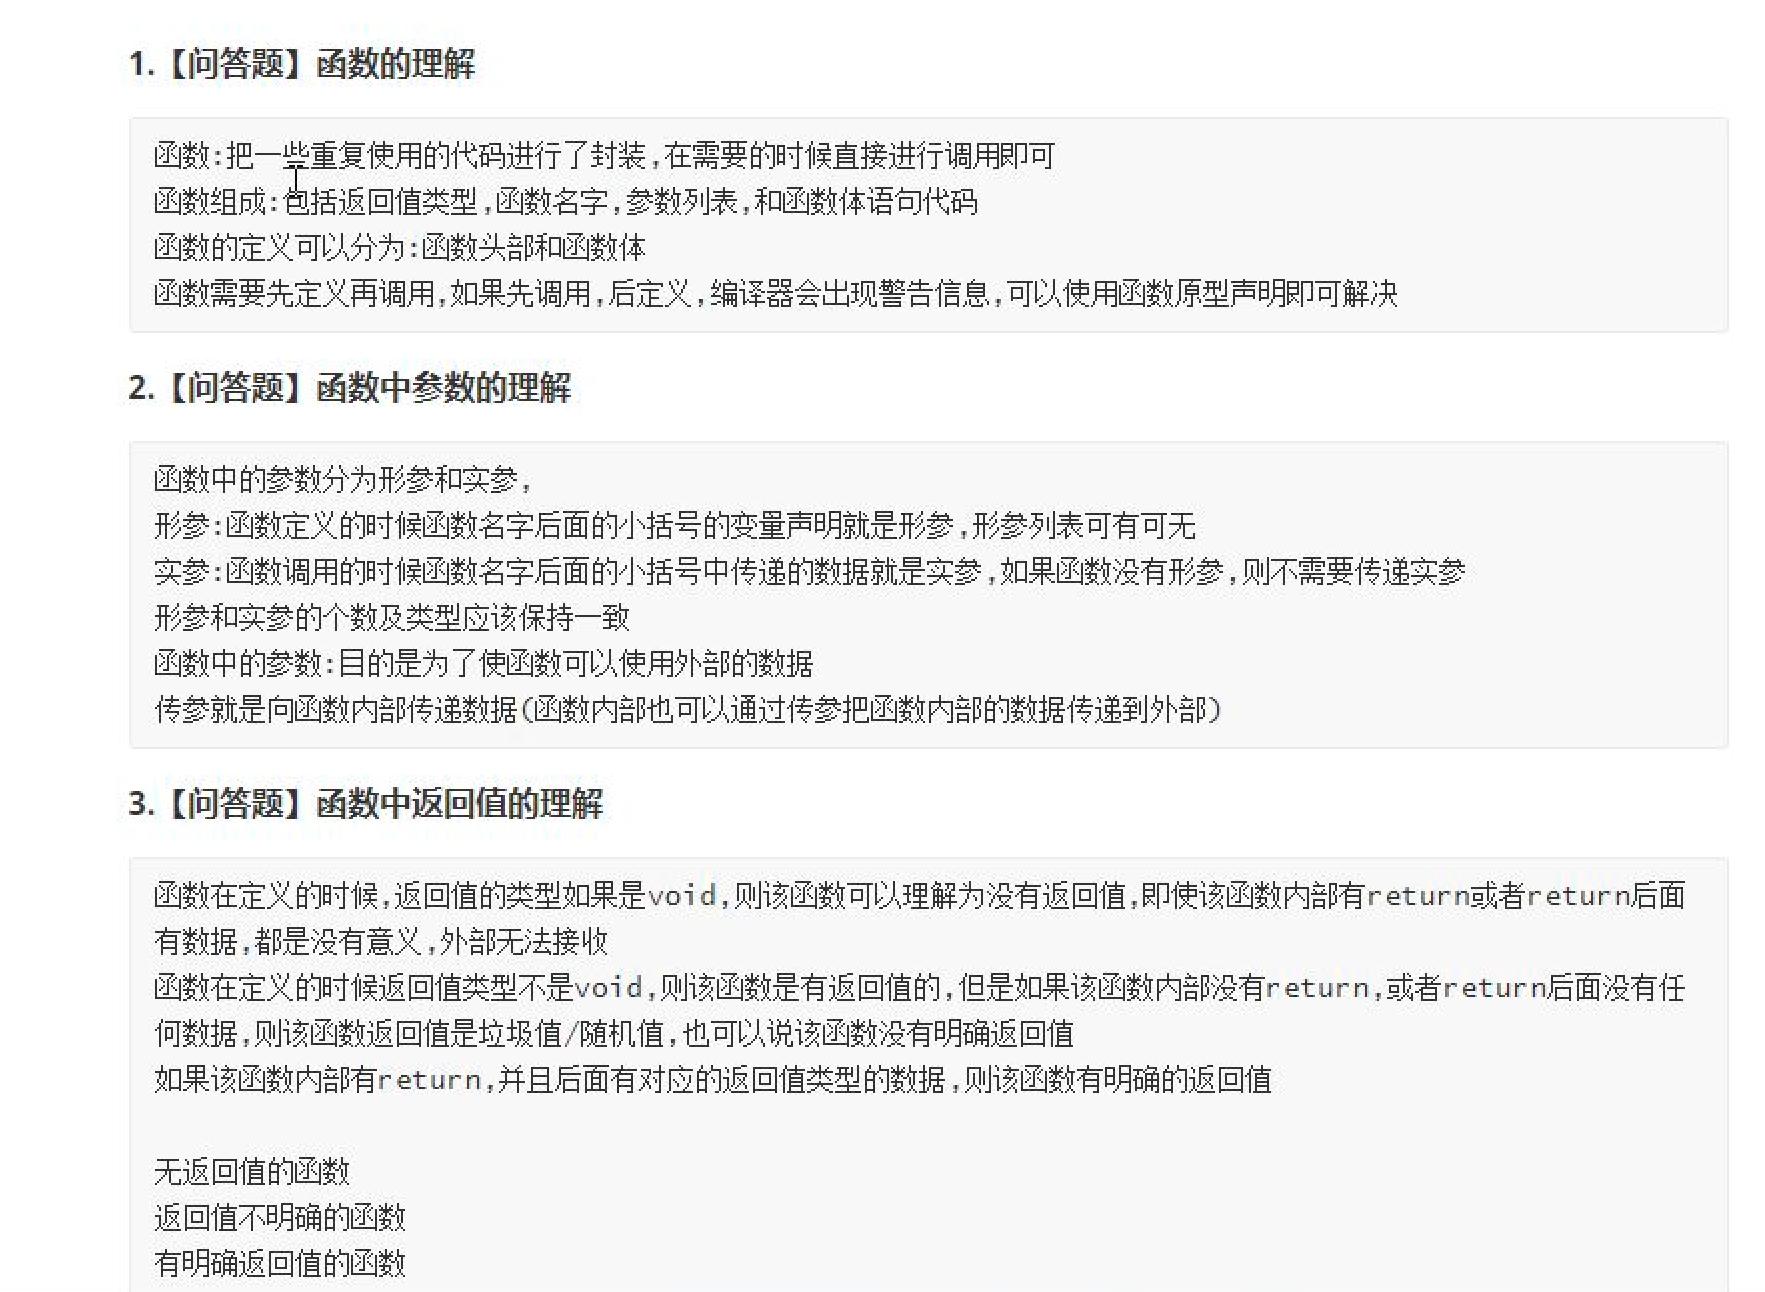 1.【问答题】函数的理解
函数:把一些重复使用的代码进行了封装,在需要的时候直接进行调用即可
函数组成:包括返回值类型,函数名字,参数列表,和函数体语句代码
函数的定义可以分为:函数头部和函数体
函数需要先定义再调用,如果先调用,后定义,编译器会出现警告信息,可以使用函数原型声明即可解决
2.【问答题】函数中参数的理解
函数中的参数分为形参和实参,
形参:函数定义的时候函数名字后面的小括号的变量声明就是形参,形参列表可有可无
实参:函数调用的时候函数名字后面的小括号中传递的数据就是实参,如果函数没有形参,则不需要传递实参
形参和实参的个数及类型应该保持一致
函数中的参数:目的是为了使函数可以使用外部的数据
传参就是向函数内部传递数据(函数内部也可以通过传参把函数内部的数据传递到外部)
3.【问答题】函数中返回值的理解
函数在定义的时候,返回值的类型如果是void,则该函数可以理解为没有返回值,即使该函数内部有return或者return后面
有数据,都是没有意义,外部无法接收
函数在定义的时候返回值类型不是void,则该函数是有返回值的,但是如果该函数内部没有return,或者return后面没有任
何数据,则该函数返回值是垃圾值/随机值,也可以说该函数没有明确返回值
如果该函数内部有return,并且后面有对应的返回值类型的数据,则该函数有明确的返回值
无返回值的函数
返回值不明确的函数
有明确返回值的函数